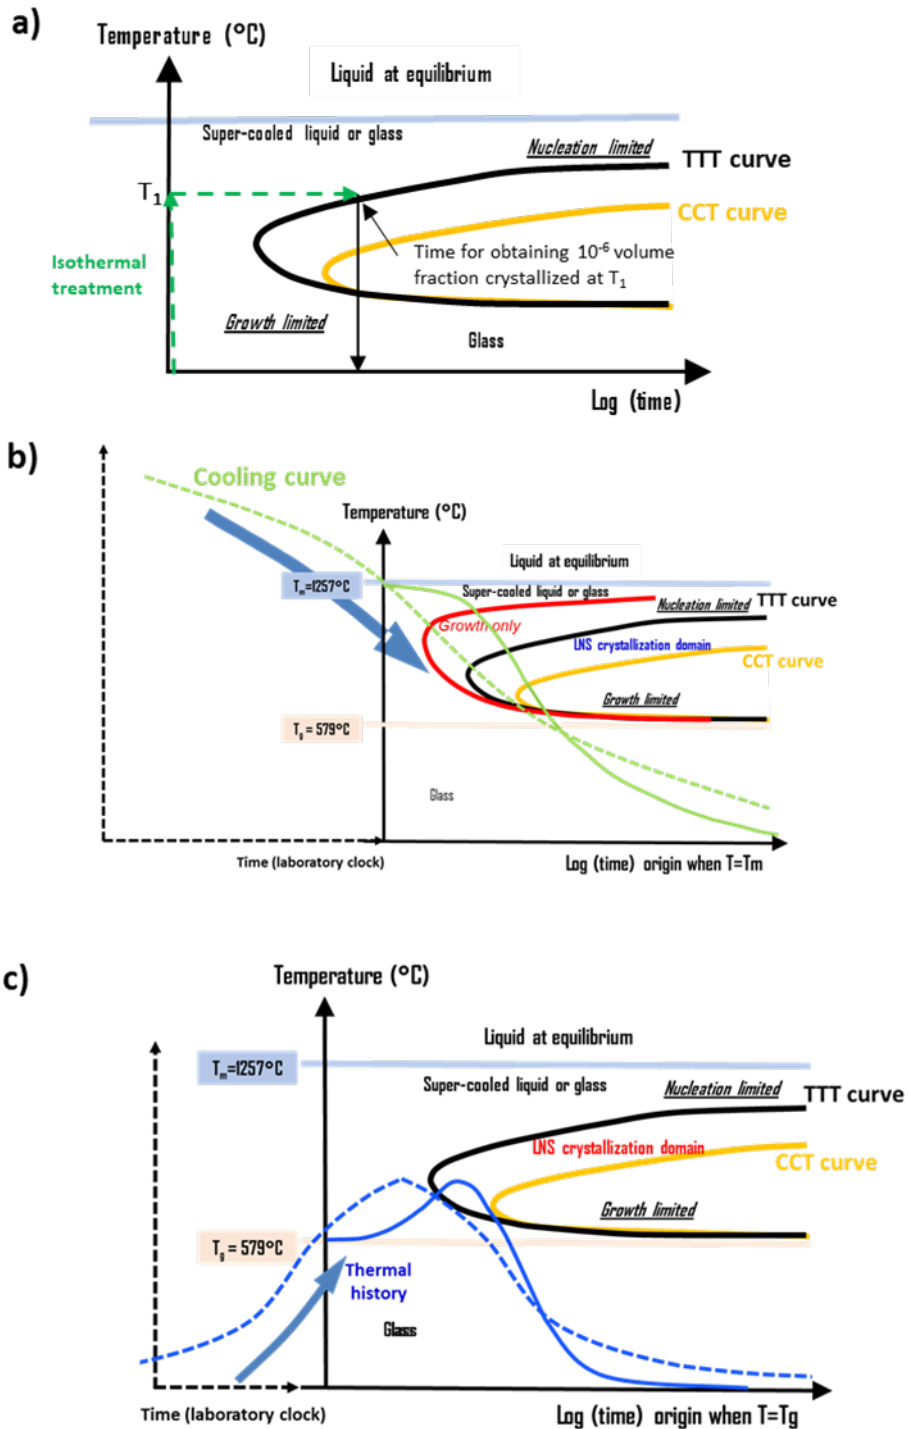 a)
Temperature (°C)
Liquid at equilibrium
Super-cooled liquid or glass
Nucleation limited
TTT curve
T1
CCT curve
Isothermal
treatment
Time for obtaining 10-6 volume
fraction crystallized at T1
Growth limited
Glass
Log (time)
b)
Cooling curve
Temperature (°C)
Liquid at equilibrium
Tm=1257°C
Super-cooled liquid or glass
Nucleation limited
TTT curve
Growth only
LNS crystallization domain
CCT curve
Growth limited
Tg = 579°C
Glass
Time (laboratory clock)
Log (time) origin when T=Tm
c)
Temperature (°C)
Liquid at equilibrium
Tm=1257°C
Super-cooled liquid or glass
Nucleation limited
TTT curve
LNS crystallization domain
CCT curve
Growth limited
Tg = 579°C
Thermal
history
Glass
Time (laboratory clock)
Log (time) origin when T=Tg